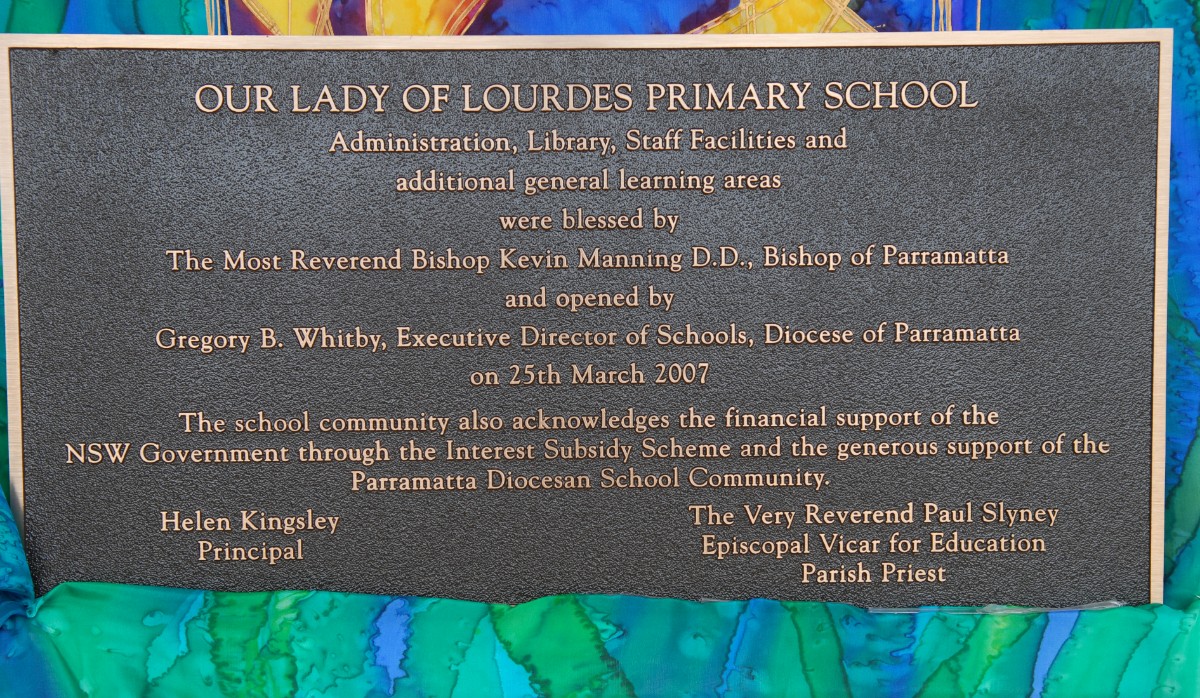 OUR LADY OF LOURDES PRIMARY SCHOOL
Administration, Library, Staff Facilities and
additional general learning areas
were blessed by
The Most Reverend Bishop Kevin Manning D.D., Bishop of Parramatta
and opened by
Gregory B. Whitby, Executive Director of Schools, Diocese of Parramatta
on 25th March 2007
The school community also acknowledges the financial support of the
NSW Government through the Interest Subsidy Scheme and the generous support of the
Parramatta Diocesan School Community.
Helen Kingsley
Principal
The Very Reverend Paul Slyney
Episcopal Vicar for Education
Parish Priest